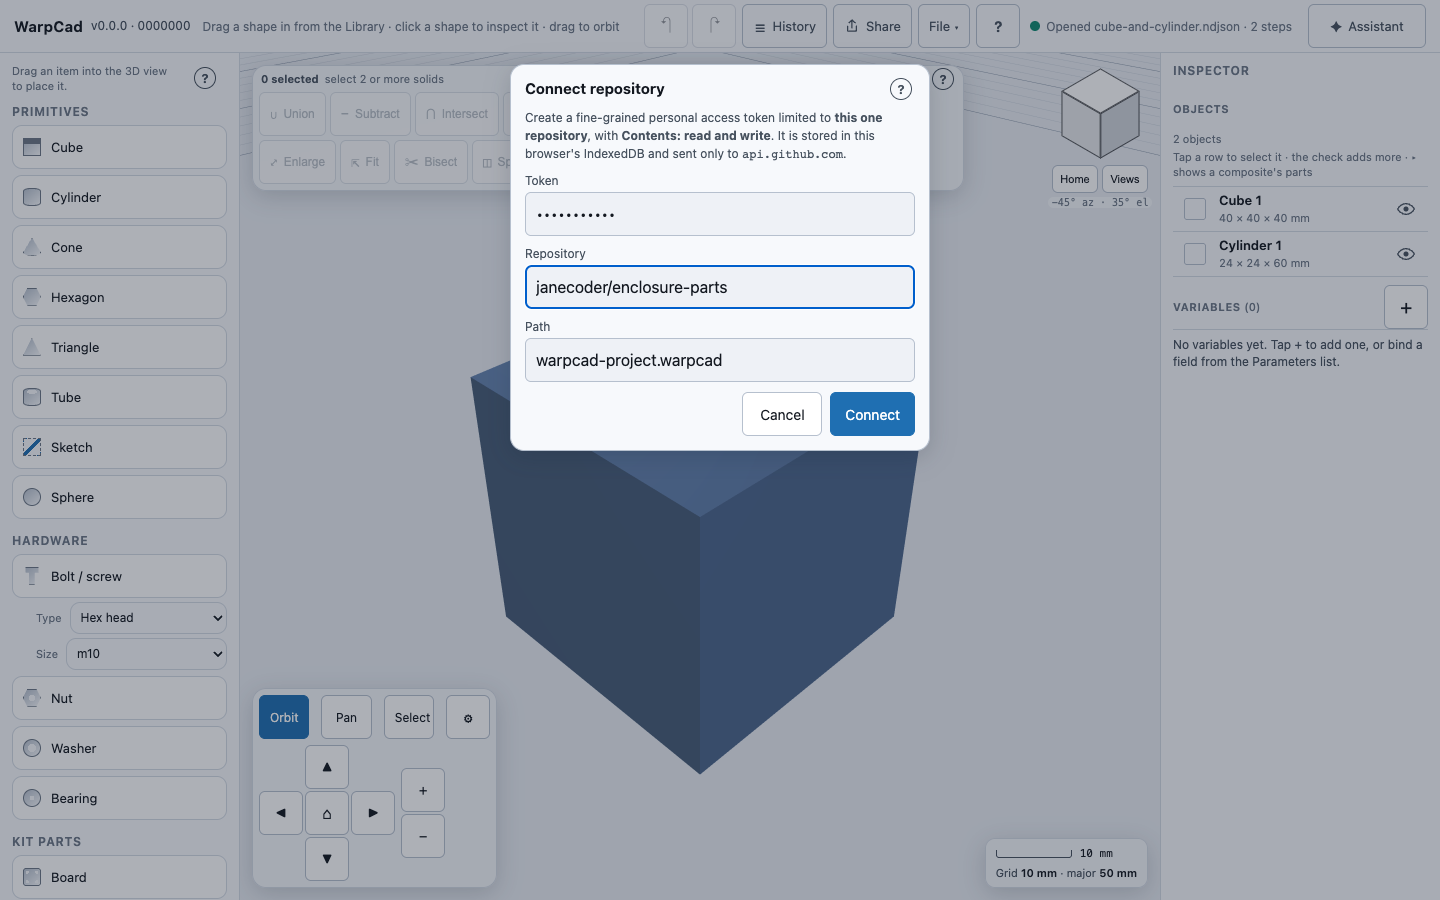 WarpCad v0.0.0 · 0000000 Drag a shape in from the Library · click a shape to inspect it · drag to orbit
History
Share
File
?
Opened cube-and-cylinder.ndjson · 2 steps
Assistant
Drag an item into the 3D view
to place it.
?
PRIMITIVES
Cube
Cylinder
Cone
Hexagon
Triangle
Tube
Sketch
Sphere
HARDWARE
Bolt / screw
Type Hex head
Size m10
Nut
Washer
Bearing
KIT PARTS
Board
0 selected select 2 or more solids
?
Union
Subtract
Intersect
Enlarge
Fit
Bisect
Connect repository
?
Create a fine-grained personal access token limited to this one
repository, with Contents: read and write. It is stored in this
browser's IndexedDB and sent only to api.github.com.
Token
•••••••••••
Repository
janecoder/enclosure-parts
Path
warpcad-project.warpcad
Cancel
Connect
Home
Views
−45° az · 35° el
Orbit
Pan
Select
+
−
10 mm
Grid 10 mm · major 50 mm
INSPECTOR
OBJECTS
2 objects
Tap a row to select it · the check adds more · ▸
shows a composite's parts
Cube 1
40 × 40 × 40 mm
Cylinder 1
24 × 24 × 60 mm
VARIABLES (0)
+
No variables yet. Tap + to add one, or bind a
field from the Parameters list.